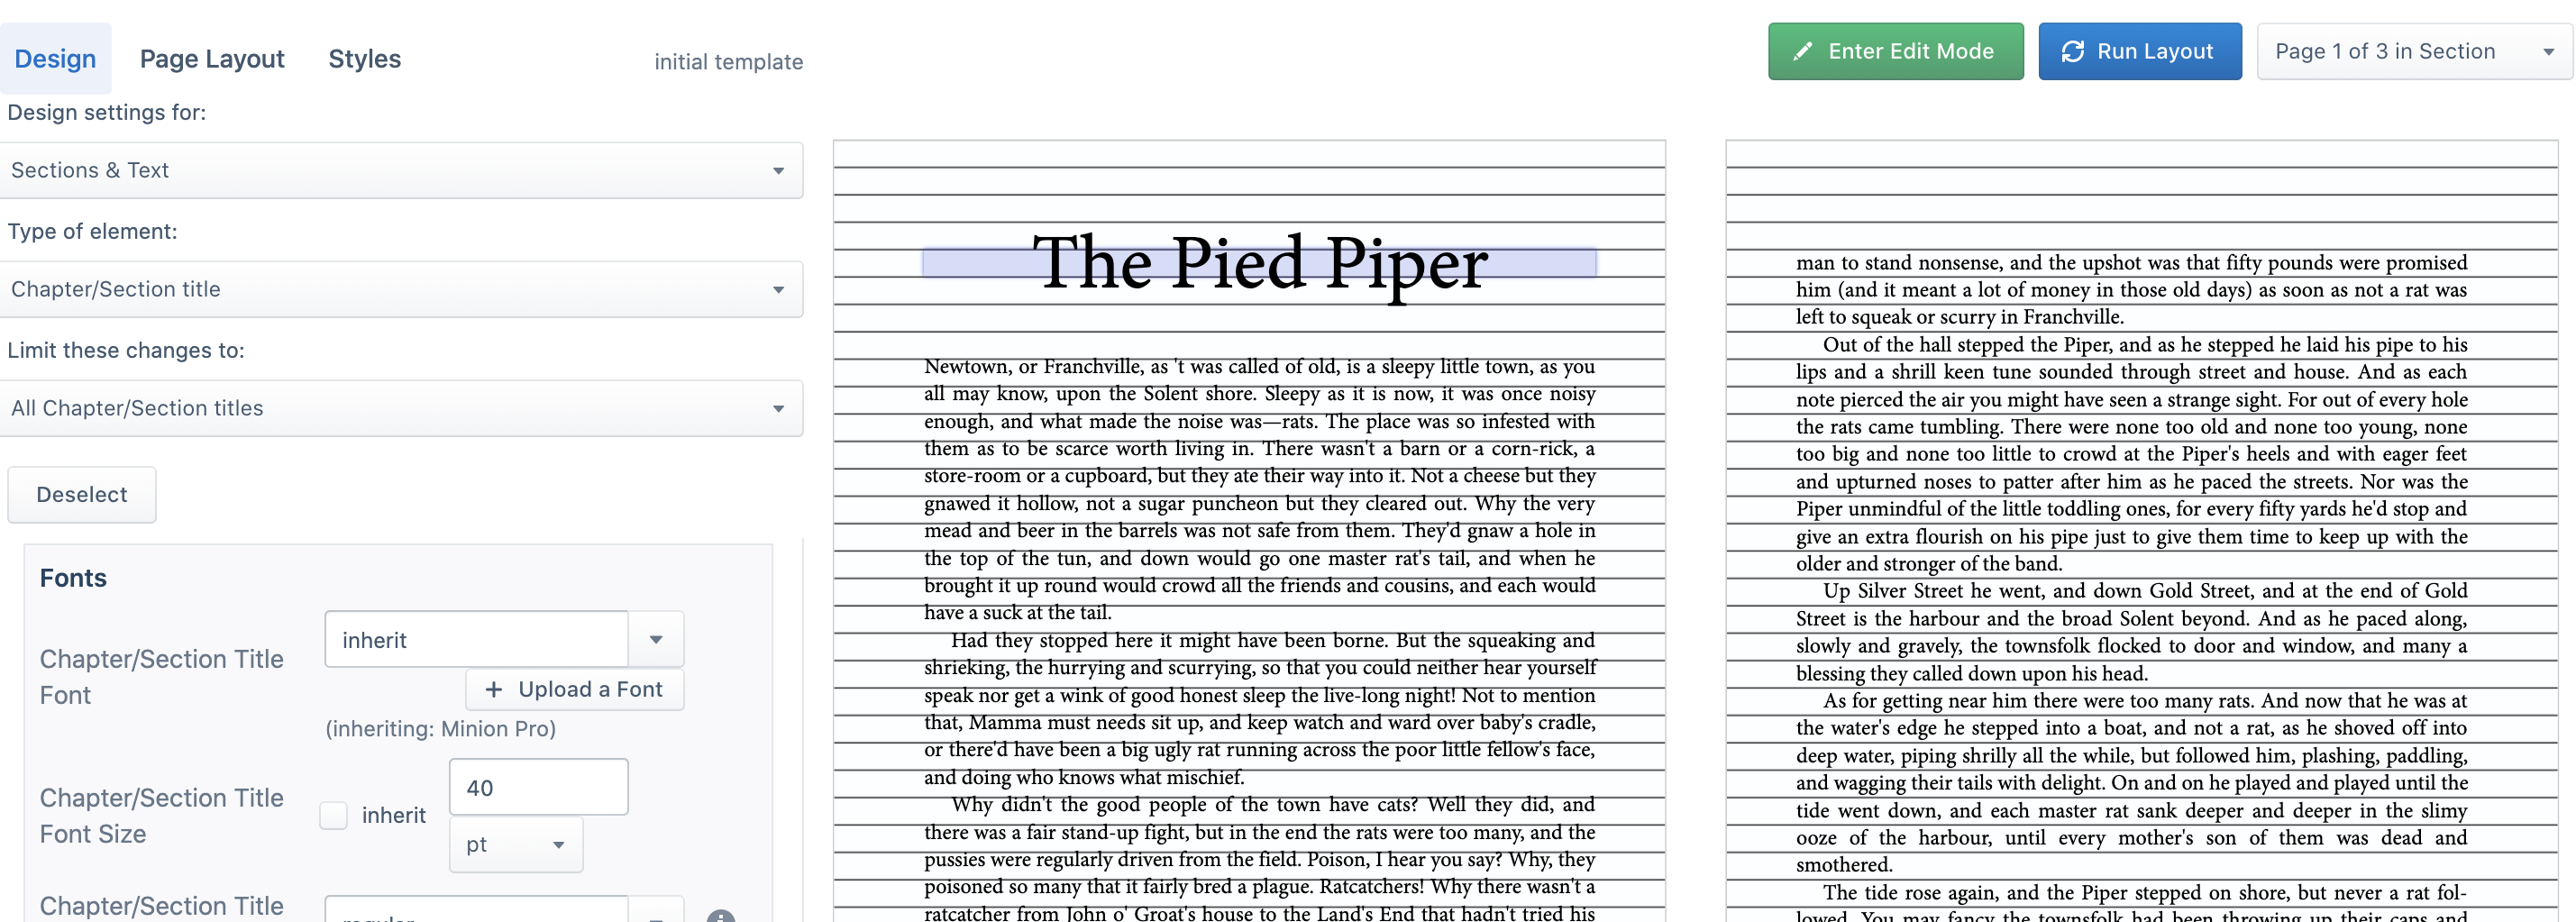 Design
Page Layout
Styles
initial template
Enter Edit Mode
Run Layout
Page 1 of 3 in Section
Design settings for:
Sections & Text
Type of element:
Chapter/Section title
Limit these changes to:
All Chapter/Section titles
Deselect
Fonts
Chapter/Section Title
Font
inherit
+ Upload a Font
(inheriting: Minion Pro)
Chapter/Section Title
Font Size
inherit
40
pt
Chapter/Section Title
regular
The Pied Piper
Newtown, or Franchville, as 't was called of old, is a sleepy little town, as you
all may know, upon the Solent shore. Sleepy as it is now, it was once noisy
enough, and what made the noise was—rats. The place was so infested with
them as to be scarce worth living in. There wasn't a barn or a corn-rick, a
store-room or a cupboard, but they ate their way into it. Not a cheese but they
gnawed it hollow, not a sugar puncheon but they cleared out. Why the very
mead and beer in the barrels was not safe from them. They'd gnaw a hole in
the top of the tun, and down would go one master rat's tail, and when he
brought it up round would crowd all the friends and cousins, and each would
have a suck at the tail.
Had they stopped here it might have been borne. But the squeaking and
shrieking, the hurrying and scurrying, so that you could neither hear yourself
speak nor get a wink of good honest sleep the live-long night! Not to mention
that, Mamma must needs sit up, and keep watch and ward over baby's cradle,
or there'd have been a big ugly rat running across the poor little fellow's face,
and doing who knows what mischief.
Why didn't the good people of the town have cats? Well they did, and
there was a fair stand-up fight, but in the end the rats were too many, and the
pussies were regularly driven from the field. Poison, I hear you say? Why, they
poisoned so many that it fairly bred a plague. Ratcatchers! Why there wasn't a
ratcatcher from John o' Groat's house to the Land's End that hadn't tried his
man to stand nonsense, and the upshot was that fifty pounds were promised
him (and it meant a lot of money in those old days) as soon as not a rat was
left to squeak or scurry in Franchville.
Out of the hall stepped the Piper, and as he stepped he laid his pipe to his
lips and a shrill keen tune sounded through street and house. And as each
note pierced the air you might have seen a strange sight. For out of every hole
the rats came tumbling. There were none too old and none too young, none
too big and none too little to crowd at the Piper's heels and with eager feet
and upturned noses to patter after him as he paced the streets. Nor was the
Piper unmindful of the little toddling ones, for every fifty yards he'd stop and
give an extra flourish on his pipe just to give them time to keep up with the
older and stronger of the band.
Up Silver Street he went, and down Gold Street, and at the end of Gold
Street is the harbour and the broad Solent beyond. And as he paced along,
slowly and gravely, the townsfolk flocked to door and window, and many a
blessing they called down upon his head.
As for getting near him there were too many rats. And now that he was at
the water's edge he stepped into a boat, and not a rat, as he shoved off into
deep water, piping shrilly all the while, but followed him, plashing, paddling,
and wagging their tails with delight. On and on he played and played until the
tide went down, and each master rat sank deeper and deeper in the slimy
ooze of the harbour, until every mother's son of them was dead and
smothered.
The tide rose again, and the Piper stepped on shore, but never a rat fol-
lowed. You may fancy the townsfolk had been throwing up their caps and